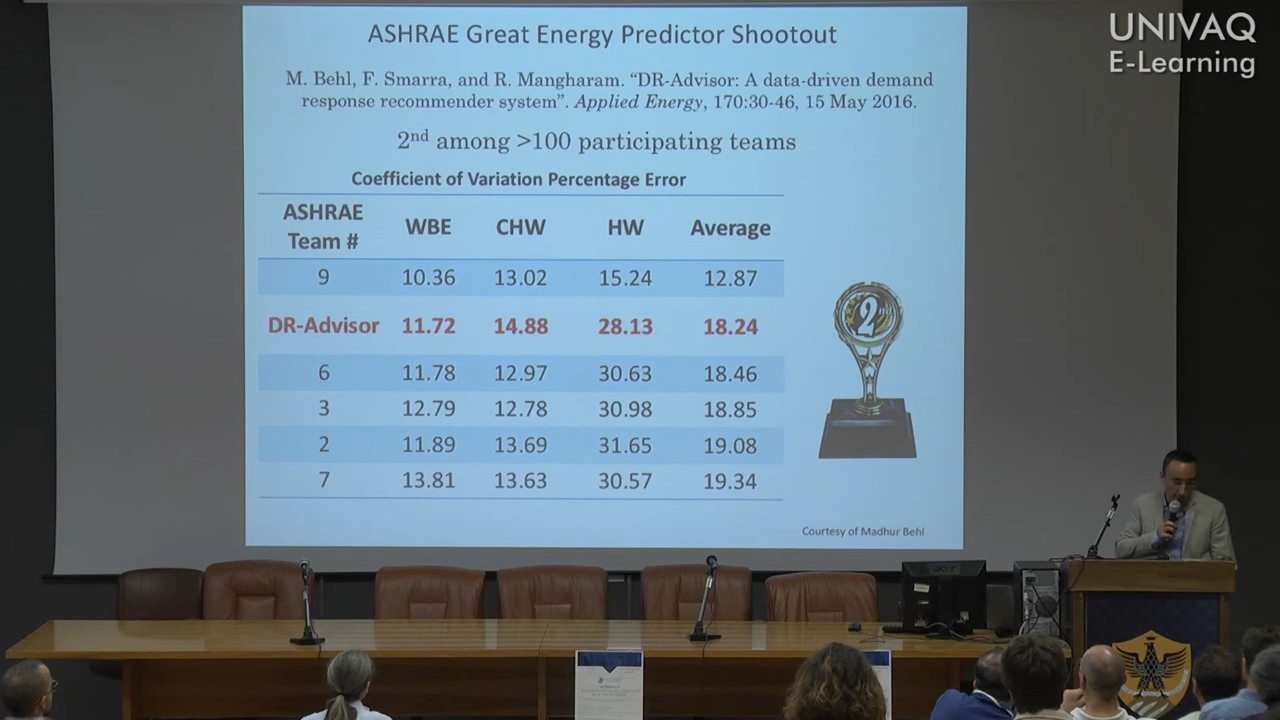 UNIVAQ
E-Learning
ASHRAE Great Energy Predictor Shootout
M. Behl, F. Smarra, and R. Mangharam. “DR-Advisor: A data-driven demand
response recommender system”. Applied Energy, 170:30-46, 15 May 2016.
2nd among >100 participating teams
Coefficient of Variation Percentage Error
ASHRAE Team # WBE CHW HW Average
9 10.36 13.02 15.24 12.87
DR-Advisor 11.72 14.88 28.13 18.24
6 11.78 12.97 30.63 18.46
3 12.79 12.78 30.98 18.85
2 11.89 13.69 31.65 19.08
7 13.81 13.63 30.57 19.34
2nd
Courtesy of Madhur Behl
acer